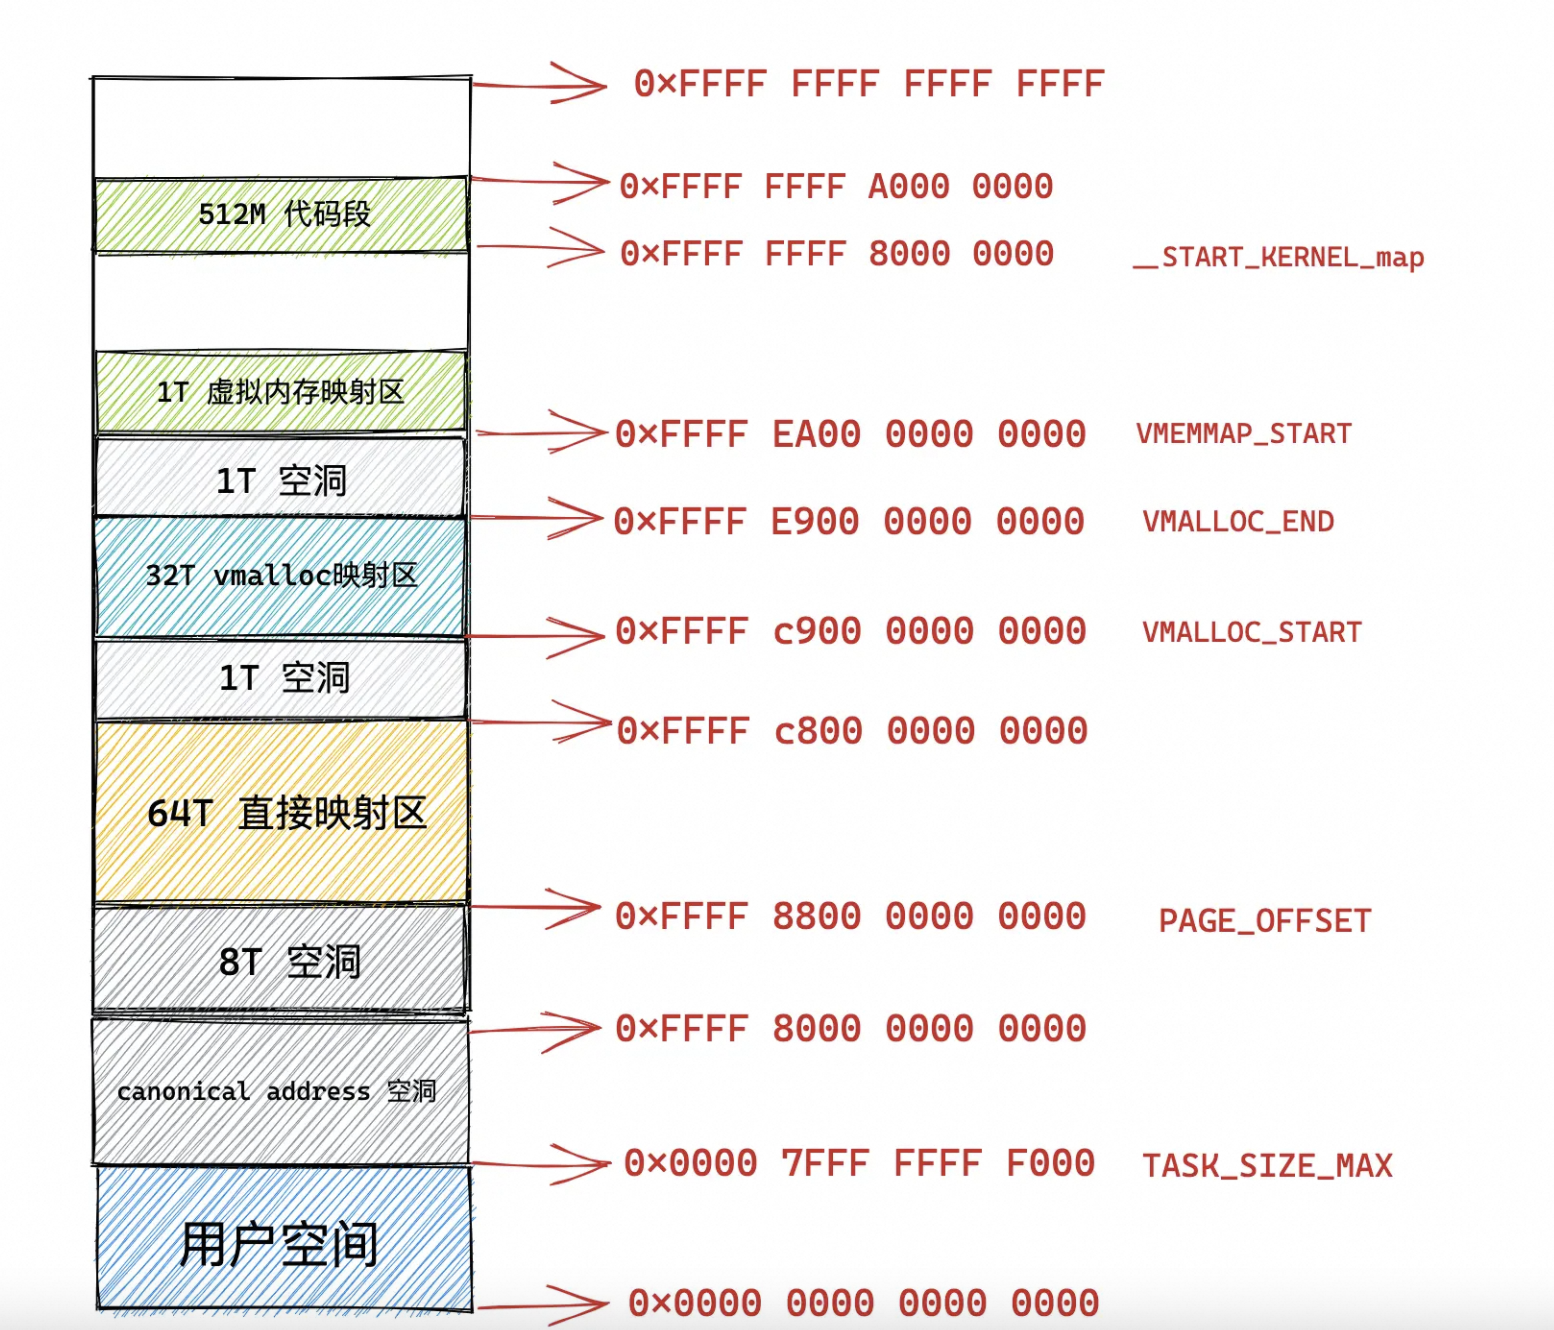 0×FFFF FFFF FFFF FFFF
0×FFFF FFFF A000 0000
512M 代码段
0×FFFF FFFF 8000 0000 __START_KERNEL_map
1T 虚拟内存映射区
0×FFFF EA00 0000 0000 VMEMMAP_START
1T 空洞
0×FFFF E900 0000 0000 VMALLOC_END
32T vmalloc映射区
0×FFFF c900 0000 0000 VMALLOC_START
1T 空洞
0×FFFF c800 0000 0000
64T 直接映射区
0×FFFF 8800 0000 0000 PAGE_OFFSET
8T 空洞
0×FFFF 8000 0000 0000
canonical address 空洞
0×0000 7FFF FFFF F000 TASK_SIZE_MAX
用户空间
0×0000 0000 0000 0000